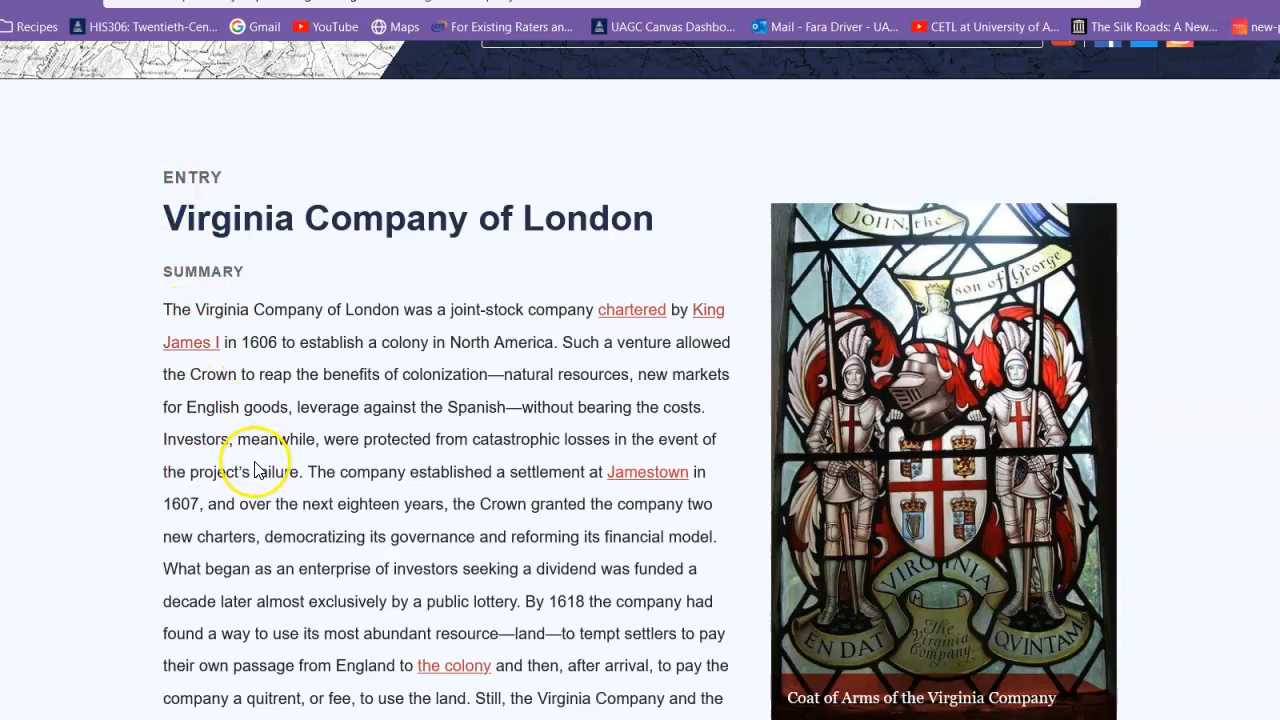 Recipes HIS306: Twentieth-Cen... Gmail YouTube Maps For Existing Raters an... UAGC Canvas Dashbo... Mail - Fara Driver - UA... CETL at University of A... The Silk Roads: A New... new-p
ENTRY
Virginia Company of London
SUMMARY
The Virginia Company of London was a joint-stock company chartered by King
James I in 1606 to establish a colony in North America. Such a venture allowed
the Crown to reap the benefits of colonization—natural resources, new markets
for English goods, leverage against the Spanish—without bearing the costs.
Investors, meanwhile, were protected from catastrophic losses in the event of
the project's failure. The company established a settlement at Jamestown in
1607, and over the next eighteen years, the Crown granted the company two
new charters, democratizing its governance and reforming its financial model.
What began as an enterprise of investors seeking a dividend was funded a
decade later almost exclusively by a public lottery. By 1618 the company had
found a way to use its most abundant resource—land—to tempt settlers to pay
their own passage from England to the colony and then, after arrival, to pay the
company a quitrent, or fee, to use the land. Still, the Virginia Company and the
JOHN, the
son of George
VIRGINIA
EN DAT
The
Virginia
Company.
QVINTAM
Coat of Arms of the Virginia Company